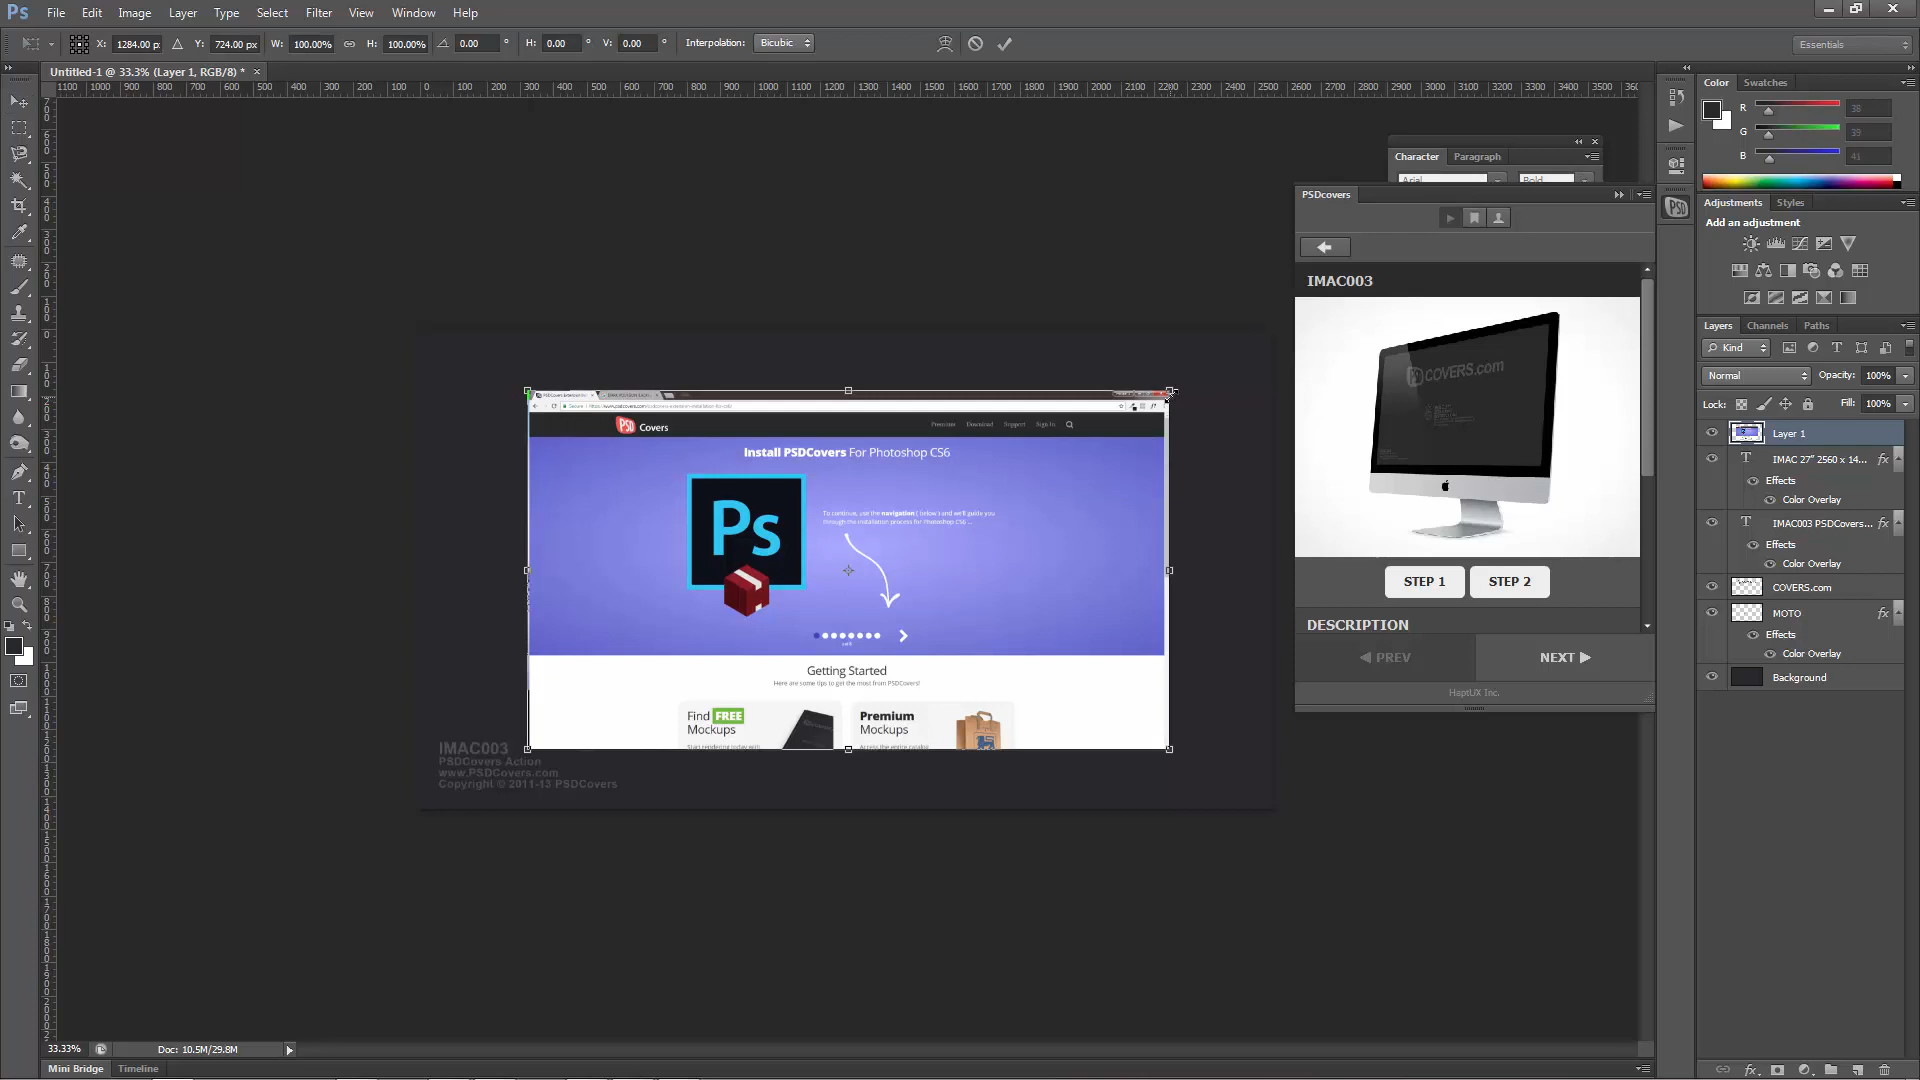 Ps File Edit Image Layer Type Select Filter View Window Help
X: 1284.00 px Y: 724.00 px W: 100.00% H: 100.00% 0.00 ° H: 0.00 ° V: 0.00 ° Interpolation: Bicubic Essentials
Untitled-1 @ 33.3% (Layer 1, RGB/8) * ×
1100 1000 900 800 700 600 500 400 300 200 100 0 100 200 300 400 500 600 700 800 900 1000 1100 1200 1300 1400 1500 1600 1700 1800 1900 2000 2100 2200 2300 2400 2500 2600 2700 2800 2900 3000 3100 3200 3300 3400 3500
Color Swatches
R 38
G 39
B 41
Character Paragraph
Arial Bold
PSDcovers
IMAC003
COVERS.com
STEP 1 STEP 2
DESCRIPTION
PREV NEXT
HaptUX Inc.
PSD
Adjustments Styles
Add an adjustment
Layers Channels Paths
Kind
Normal Opacity: 100%
Lock: Fill: 100%
Layer 1
T IMAC 27" 2560 x 14... fx
Effects
Color Overlay
T IMAC003 PSDCovers... fx
Effects
Color Overlay
COVERS.com
MOTO fx
Effects
Color Overlay
Background
PSD Covers
Premium Download Support Sign In
Install PSDCovers For Photoshop CS6
Ps
To continue, use the navigation ( below ) and we'll guide you
through the installation process for Photoshop CS6 ...
Getting Started
Here are some tips to get the most from PSDCovers!
Find FREE
Mockups
Premium
Mockups
IMAC003
PSDCovers Action
www.PSDCovers.com
Copyright © 2011-13 PSDCovers
33.33% Doc: 10.5M/29.8M
Mini Bridge Timeline